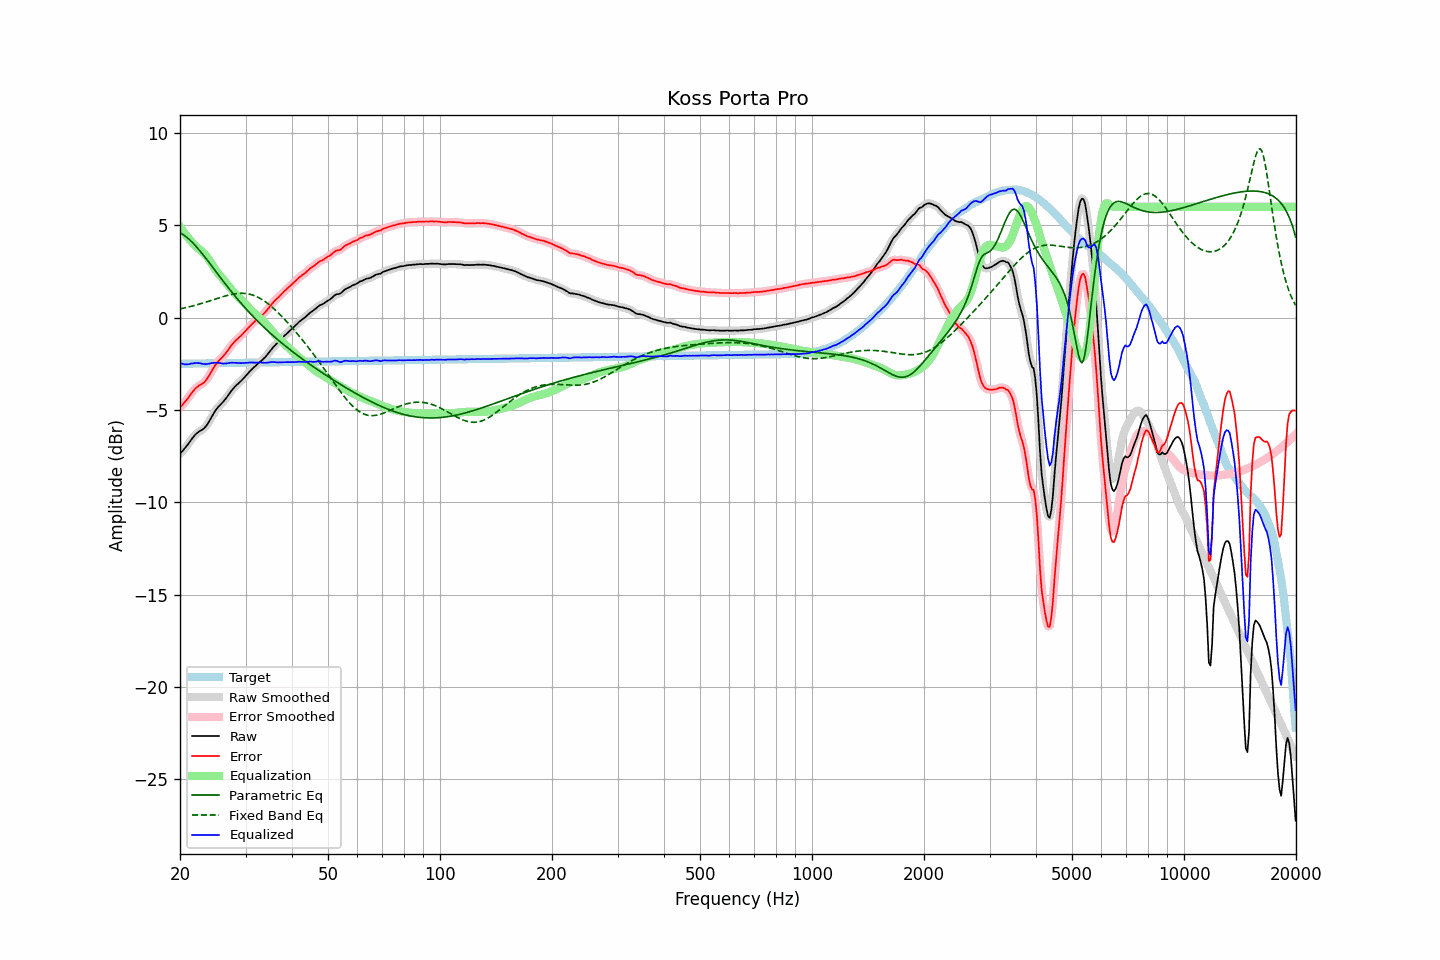 Koss Porta Pro
10
5
0
−5
−10
−15
−20
−25
Amplitude (dBr)
Target
Raw Smoothed
Error Smoothed
Raw
Error
Equalization
Parametric Eq
Fixed Band Eq
Equalized
20 50 100 200 500 1000 2000 5000 10000 20000
Frequency (Hz)